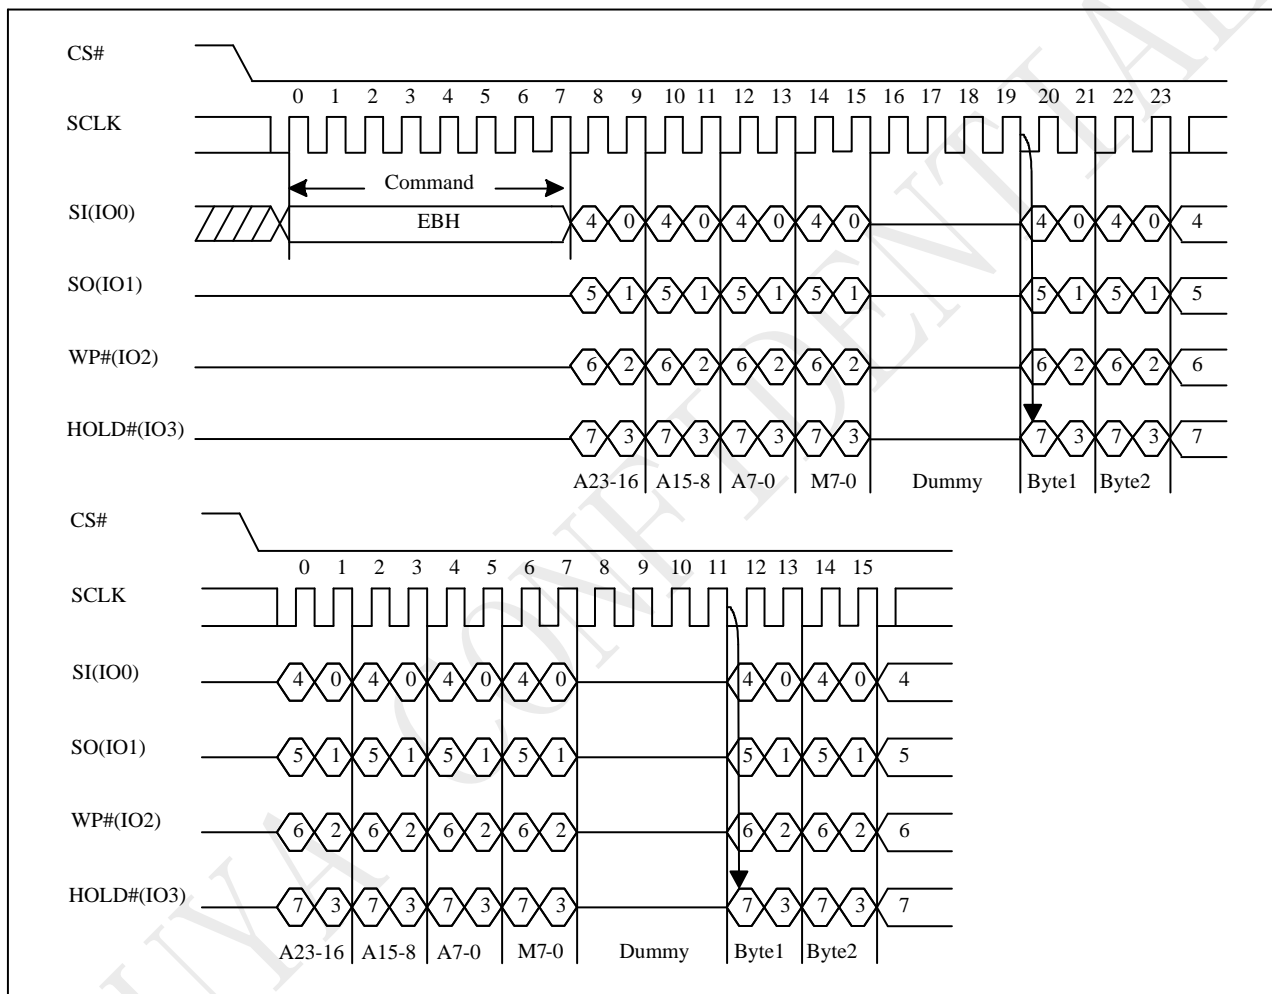 CS#
0 1 2 3 4 5 6 7 8 9 10 11 12 13 14 15 16 17 18 19 20 21 22 23
SCLK
Command
SI(IO0) EBH 4 0 4 0 4 0 4 0 4 0 4 0 4
SO(IO1) 5 1 5 1 5 1 5 1 5 1 5 1 5
WP#(IO2) 6 2 6 2 6 2 6 2 6 2 6 2 6
HOLD#(IO3) 7 3 7 3 7 3 7 3 7 3 7 3 7
A23-16 A15-8 A7-0 M7-0 Dummy Byte1 Byte2
CS#
0 1 2 3 4 5 6 7 8 9 10 11 12 13 14 15
SCLK
SI(IO0) 4 0 4 0 4 0 4 0 4 0 4 0 4
SO(IO1) 5 1 5 1 5 1 5 1 5 1 5 1 5
WP#(IO2) 6 2 6 2 6 2 6 2 6 2 6 2 6
HOLD#(IO3) 7 3 7 3 7 3 7 3 7 3 7 3 7
A23-16 A15-8 A7-0 M7-0 Dummy Byte1 Byte2
UYA CONFIDENTIAL